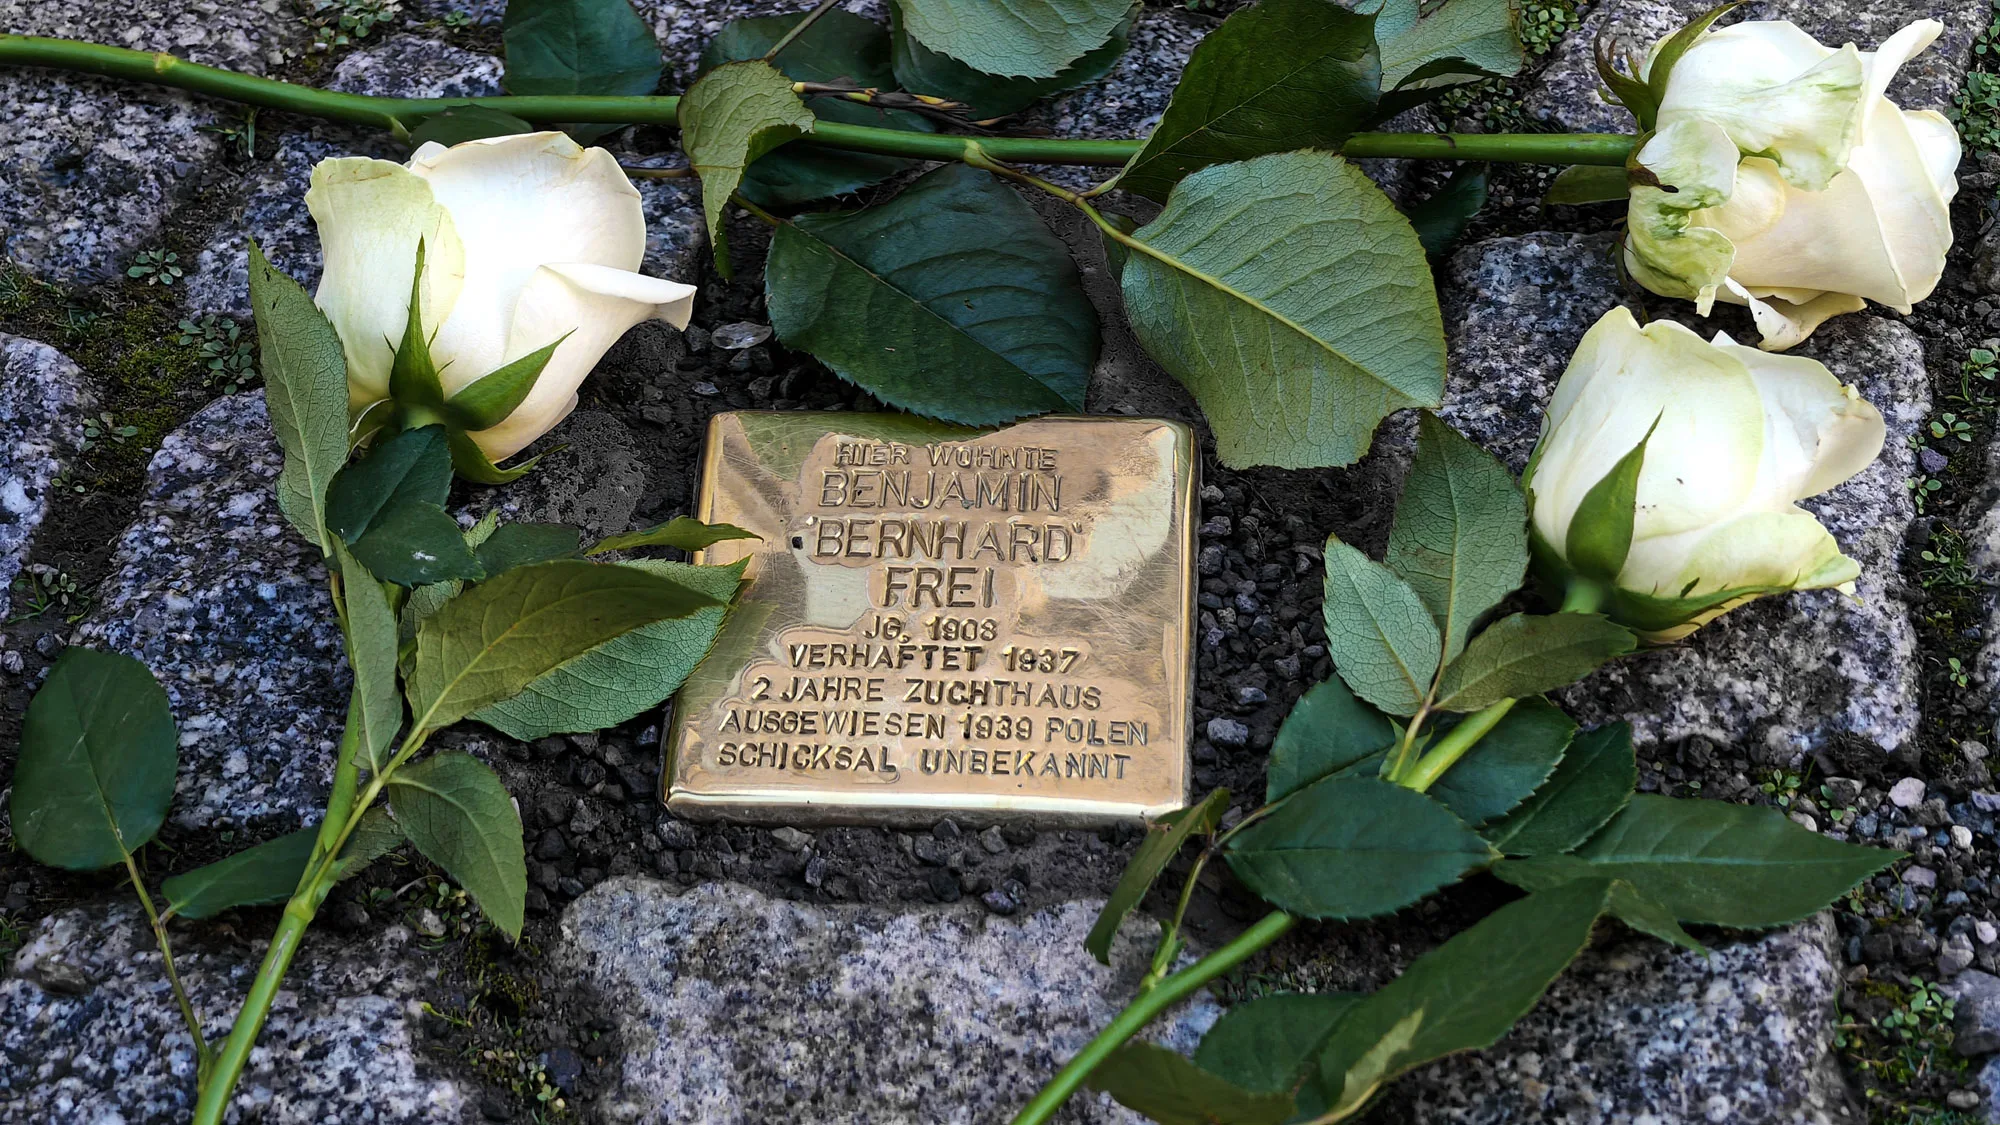 HIER WOHNTE
BENJAMIN
'BERNHARD'
FREI
JG. 1908
VERHAFTET 1937
2 JAHRE ZUCHTHAUS
AUSGEWIESEN 1939 POLEN
SCHICKSAL UNBEKANNT